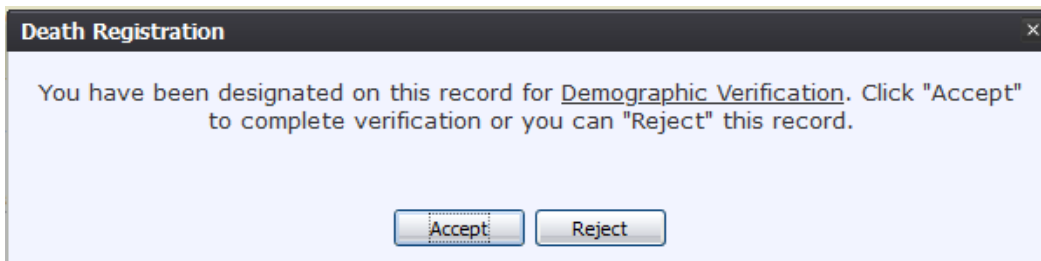 Death Registration
You have been designated on this record for Demographic Verification. Click "Accept"
to complete verification or you can "Reject" this record.
Accept Reject